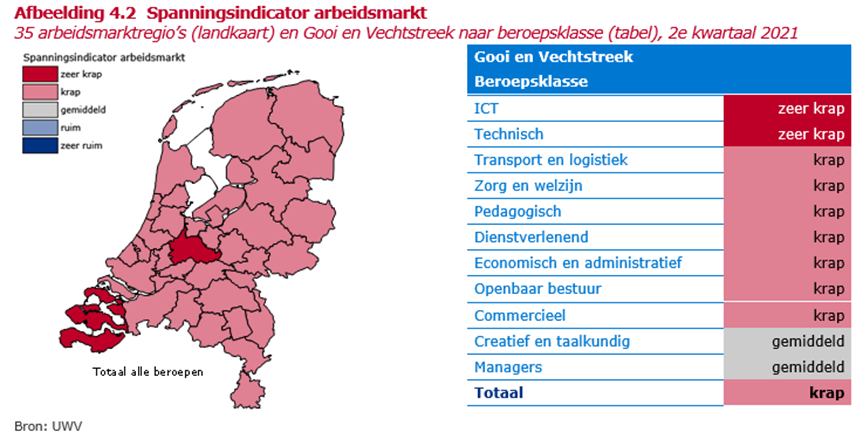 Afbeelding 4.2 Spanningsindicator arbeidsmarkt
35 arbeidsmarktregio's (landkaart) en Gooi en Vechtstreek naar beroepsklasse (tabel), 2e kwartaal 2021
Spanningsindicator arbeidsmarkt
zeer krap
krap
gemiddeld
ruim
zeer ruim
Totaal alle beroepen
Gooi en Vechtstreek
Beroepsklasse
ICT zeer krap
Technisch zeer krap
Transport en logistiek krap
Zorg en welzijn krap
Pedagogisch krap
Dienstverlenend krap
Economisch en administratief krap
Openbaar bestuur krap
Commercieel krap
Creatief en taalkundig gemiddeld
Managers gemiddeld
Totaal krap
Bron: UWV